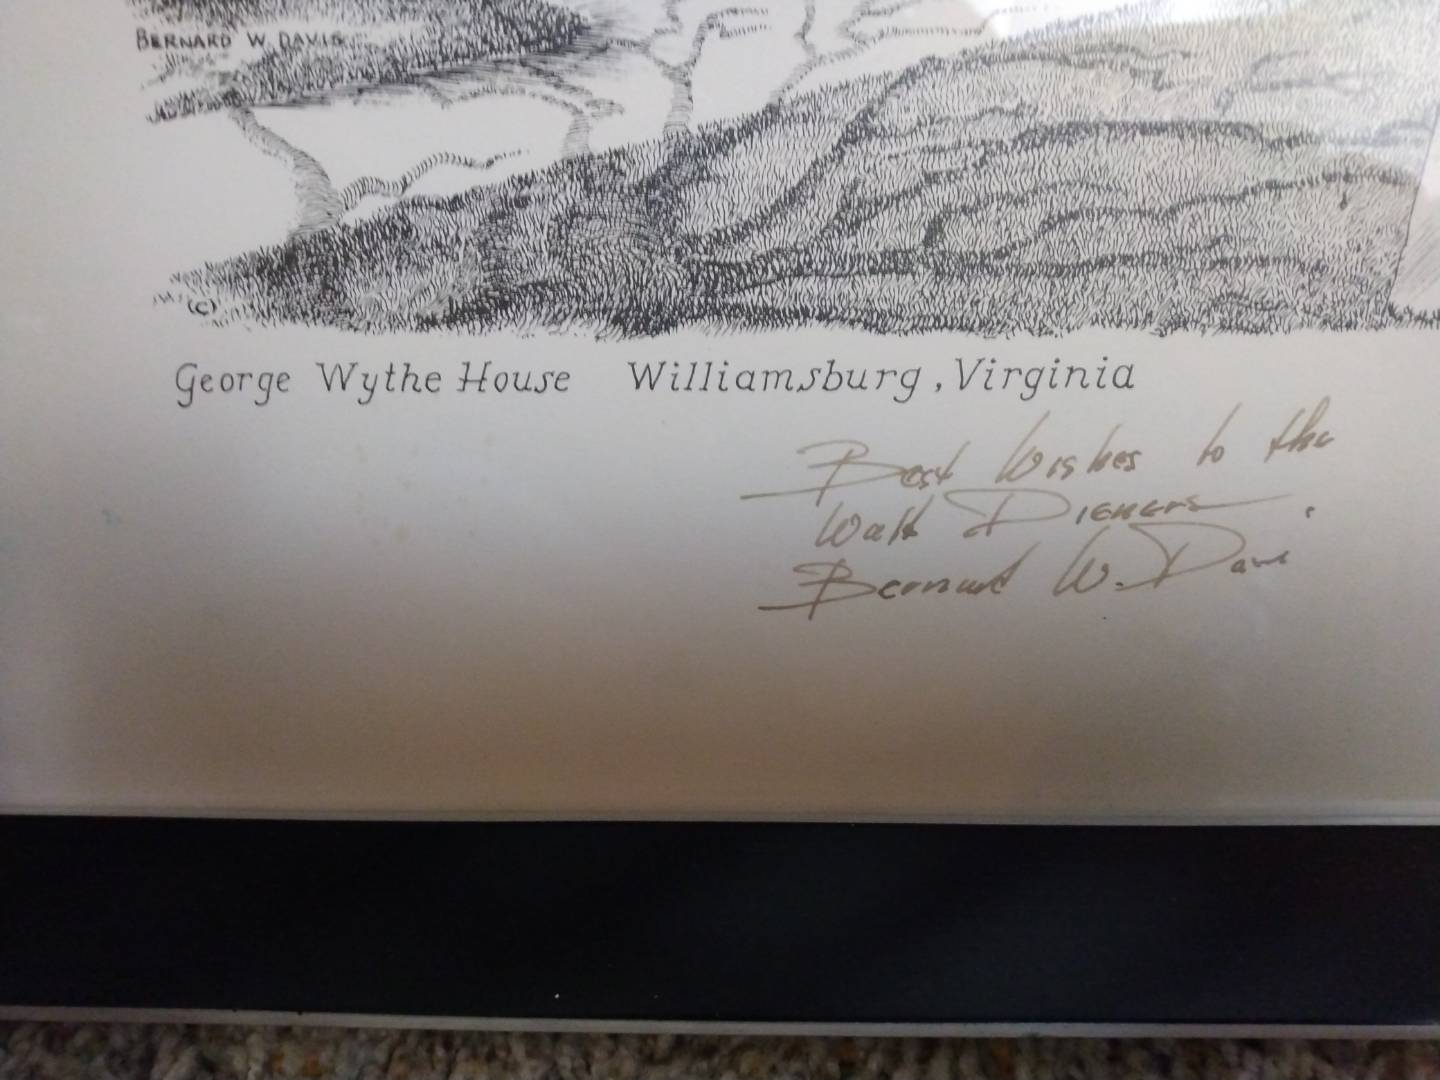 BERNARD W. DAVIS
(c)
George Wythe House Williamsburg, Virginia
Best Wishes to the
Walt Dieners.
Bernard W. Davis